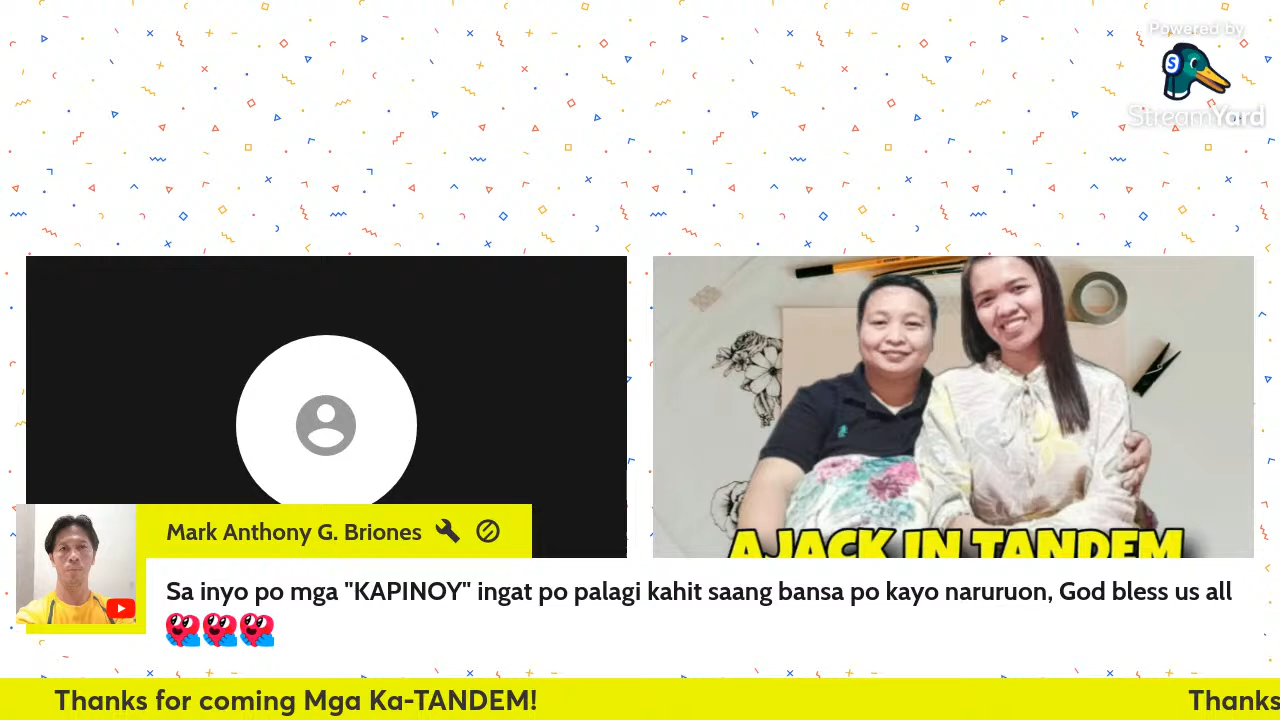 Powered by
S
StreamYard
AJACK IN TANDEM
Mark Anthony G. Briones
Sa inyo po mga "KAPINOY" ingat po palagi kahit saang bansa po kayo naruruon, God bless us all
Thanks for coming Mga Ka-TANDEM!
Thanks